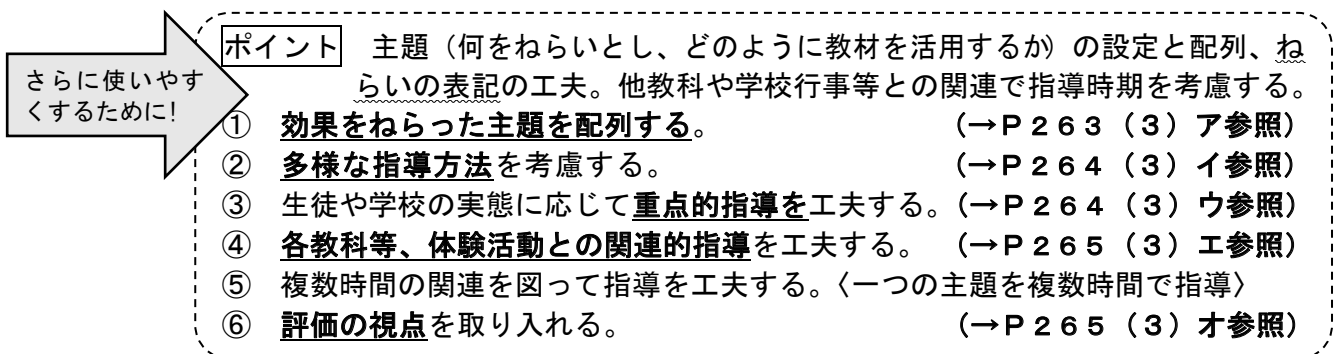 さらに使いやす
くするために！
ポイント　主題（何をねらいとし、どのように教材を活用するか）の設定と配列、ね
らいの表記の工夫。他教科や学校行事等との関連で指導時期を考慮する。
①　効果をねらった主題を配列する。　（→Ｐ２６３（３）ア参照）
②　多様な指導方法を考慮する。　（→Ｐ２６４（３）イ参照）
③　生徒や学校の実態に応じて重点的指導を工夫する。（→Ｐ２６４（３）ウ参照）
④　各教科等、体験活動との関連的指導を工夫する。　（→Ｐ２６５（３）エ参照）
⑤　複数時間の関連を図って指導を工夫する。〈一つの主題を複数時間で指導〉
⑥　評価の視点を取り入れる。　（→Ｐ２６５（３）オ参照）